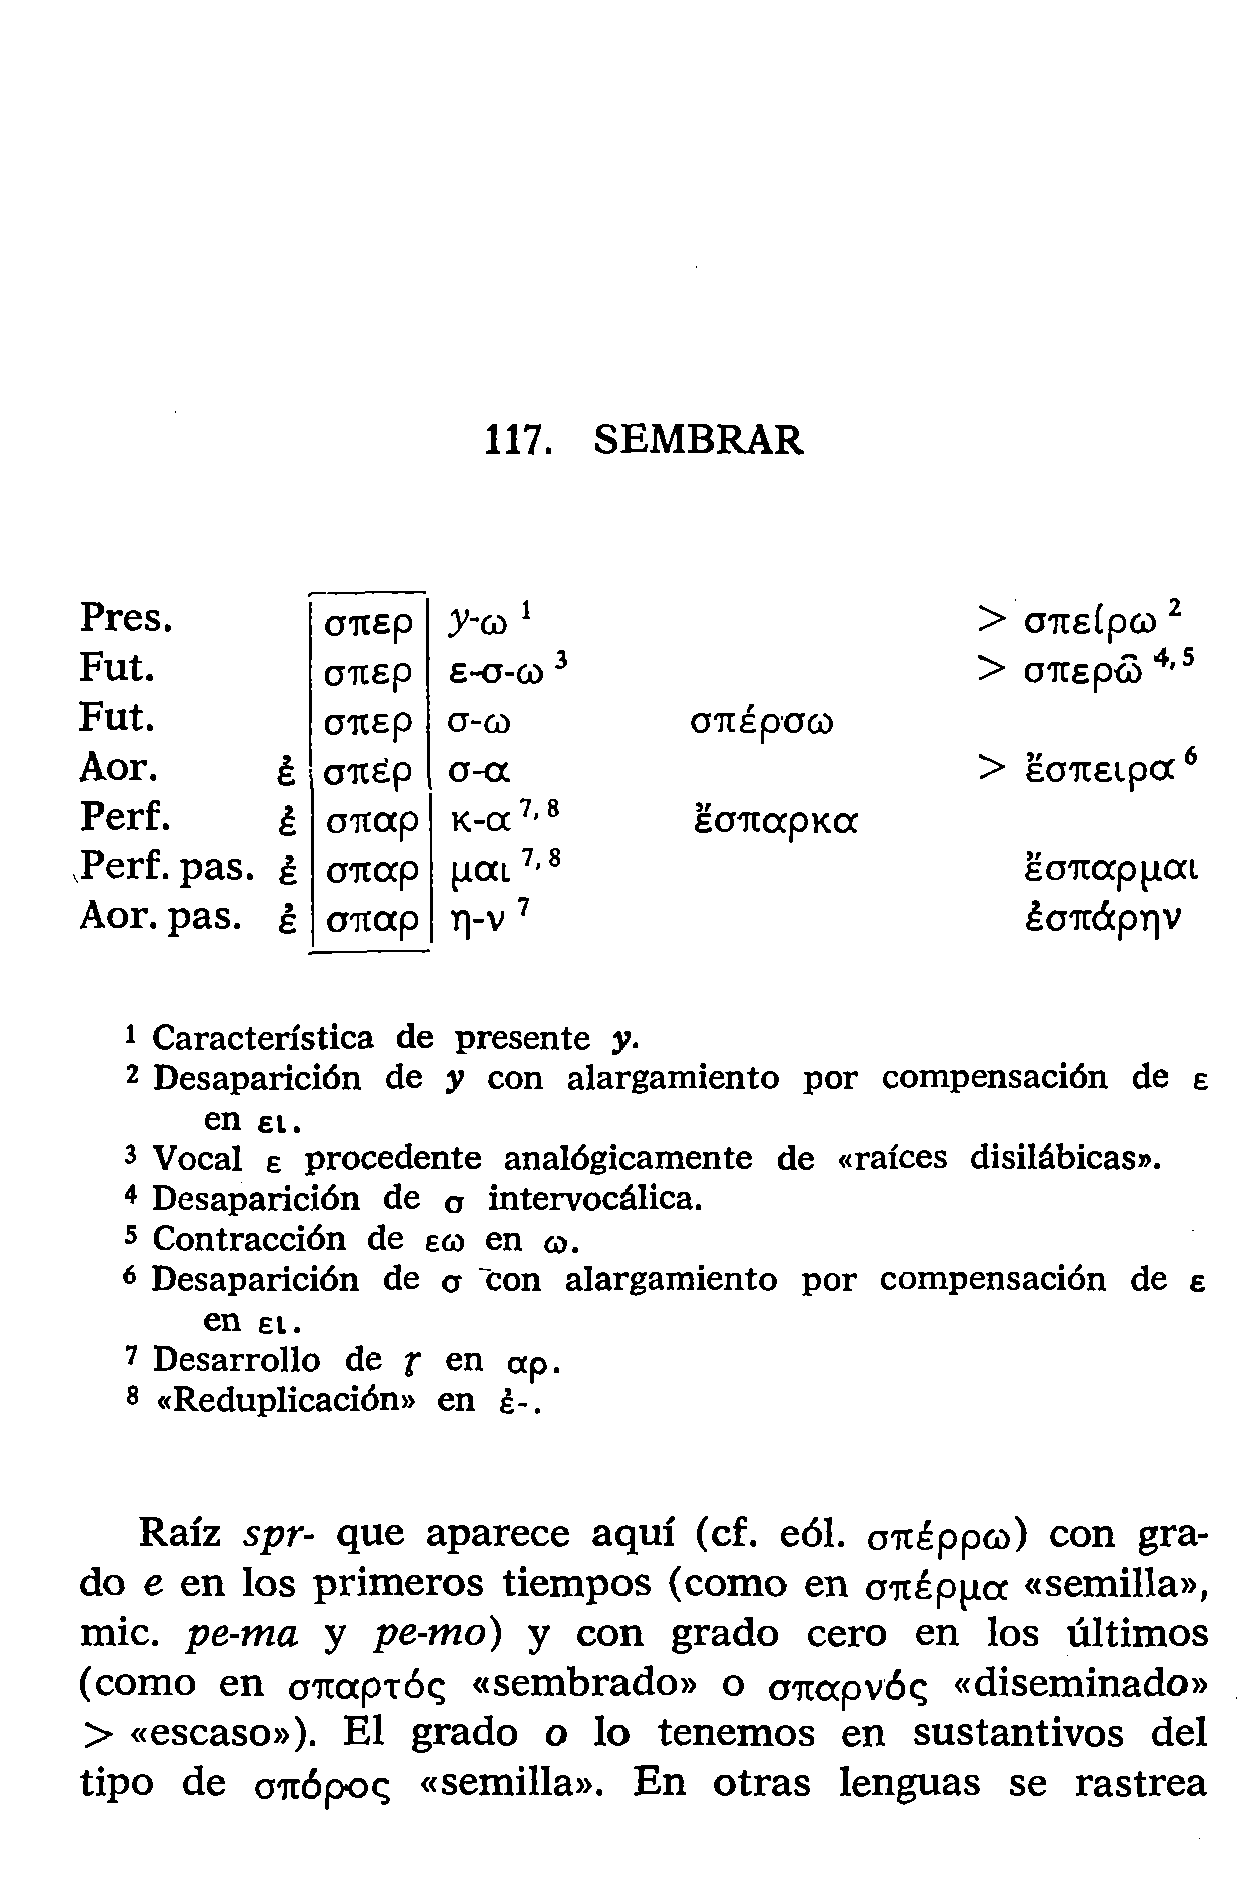 117. SEMBRAR
Pres. σπερ y-ω ¹ > σπείρω ²
Fut. σπερ ε-σ-ω ³ > σπερῶ ⁴,⁵
Fut. σπερ σ-ω σπέρσω
Aor. ἐ σπέρ σ-α > ἔσπειρα ⁶
Perf. ἐ σπαρ κ-α ⁷,⁸ ἔσπαρκα
Perf. pas. ἐ σπαρ μαι ⁷,⁸ ἔσπαρμαι
Aor. pas. ἐ σπαρ η-ν ⁷ ἐσπάρην
¹ Característica de presente y.
² Desaparición de y con alargamiento por compensación de ε
en ει.
³ Vocal ε procedente analógicamente de «raíces disilábicas».
⁴ Desaparición de σ intervocálica.
⁵ Contracción de εω en ω.
⁶ Desaparición de σ con alargamiento por compensación de ε
en ει.
⁷ Desarrollo de r̥ en αρ.
⁸ «Reduplicación» en ἐ-.
Raíz spr- que aparece aquí (cf. eól. σπέρρω) con gra-
do e en los primeros tiempos (como en σπέρμα «semilla»,
mic. pe-ma y pe-mo) y con grado cero en los últimos
(como en σπαρτός «sembrado» o σπαρνός «diseminado»
> «escaso»). El grado o lo tenemos en sustantivos del
tipo de σπόρος «semilla». En otras lenguas se rastrea